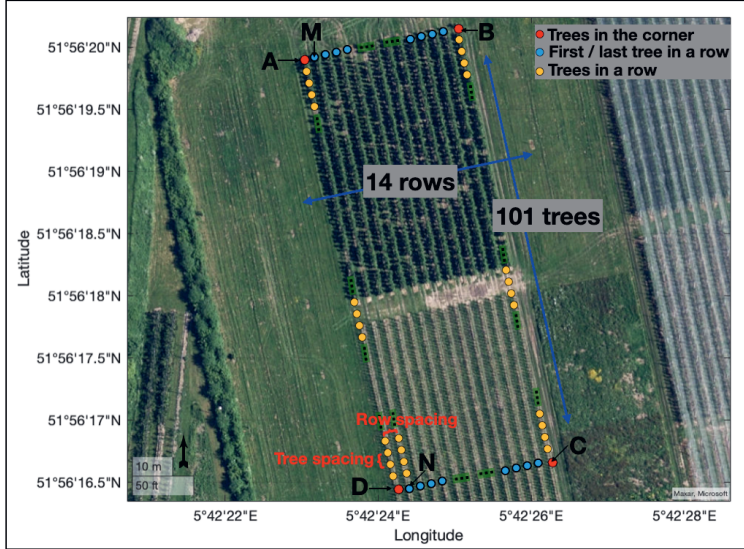 51°56'20"N
51°56'19.5"N
51°56'19"N
51°56'18.5"N
51°56'18"N
51°56'17.5"N
51°56'17"N
51°56'16.5"N
Latitude
M
A
B
Trees in the corner
First / last tree in a row
Trees in a row
14 rows
101 trees
Row spacing
Tree spacing
D
N
C
10 m
50 ft
Maxar, Microsoft
5°42'22"E
5°42'24"E
5°42'26"E
5°42'28"E
Longitude